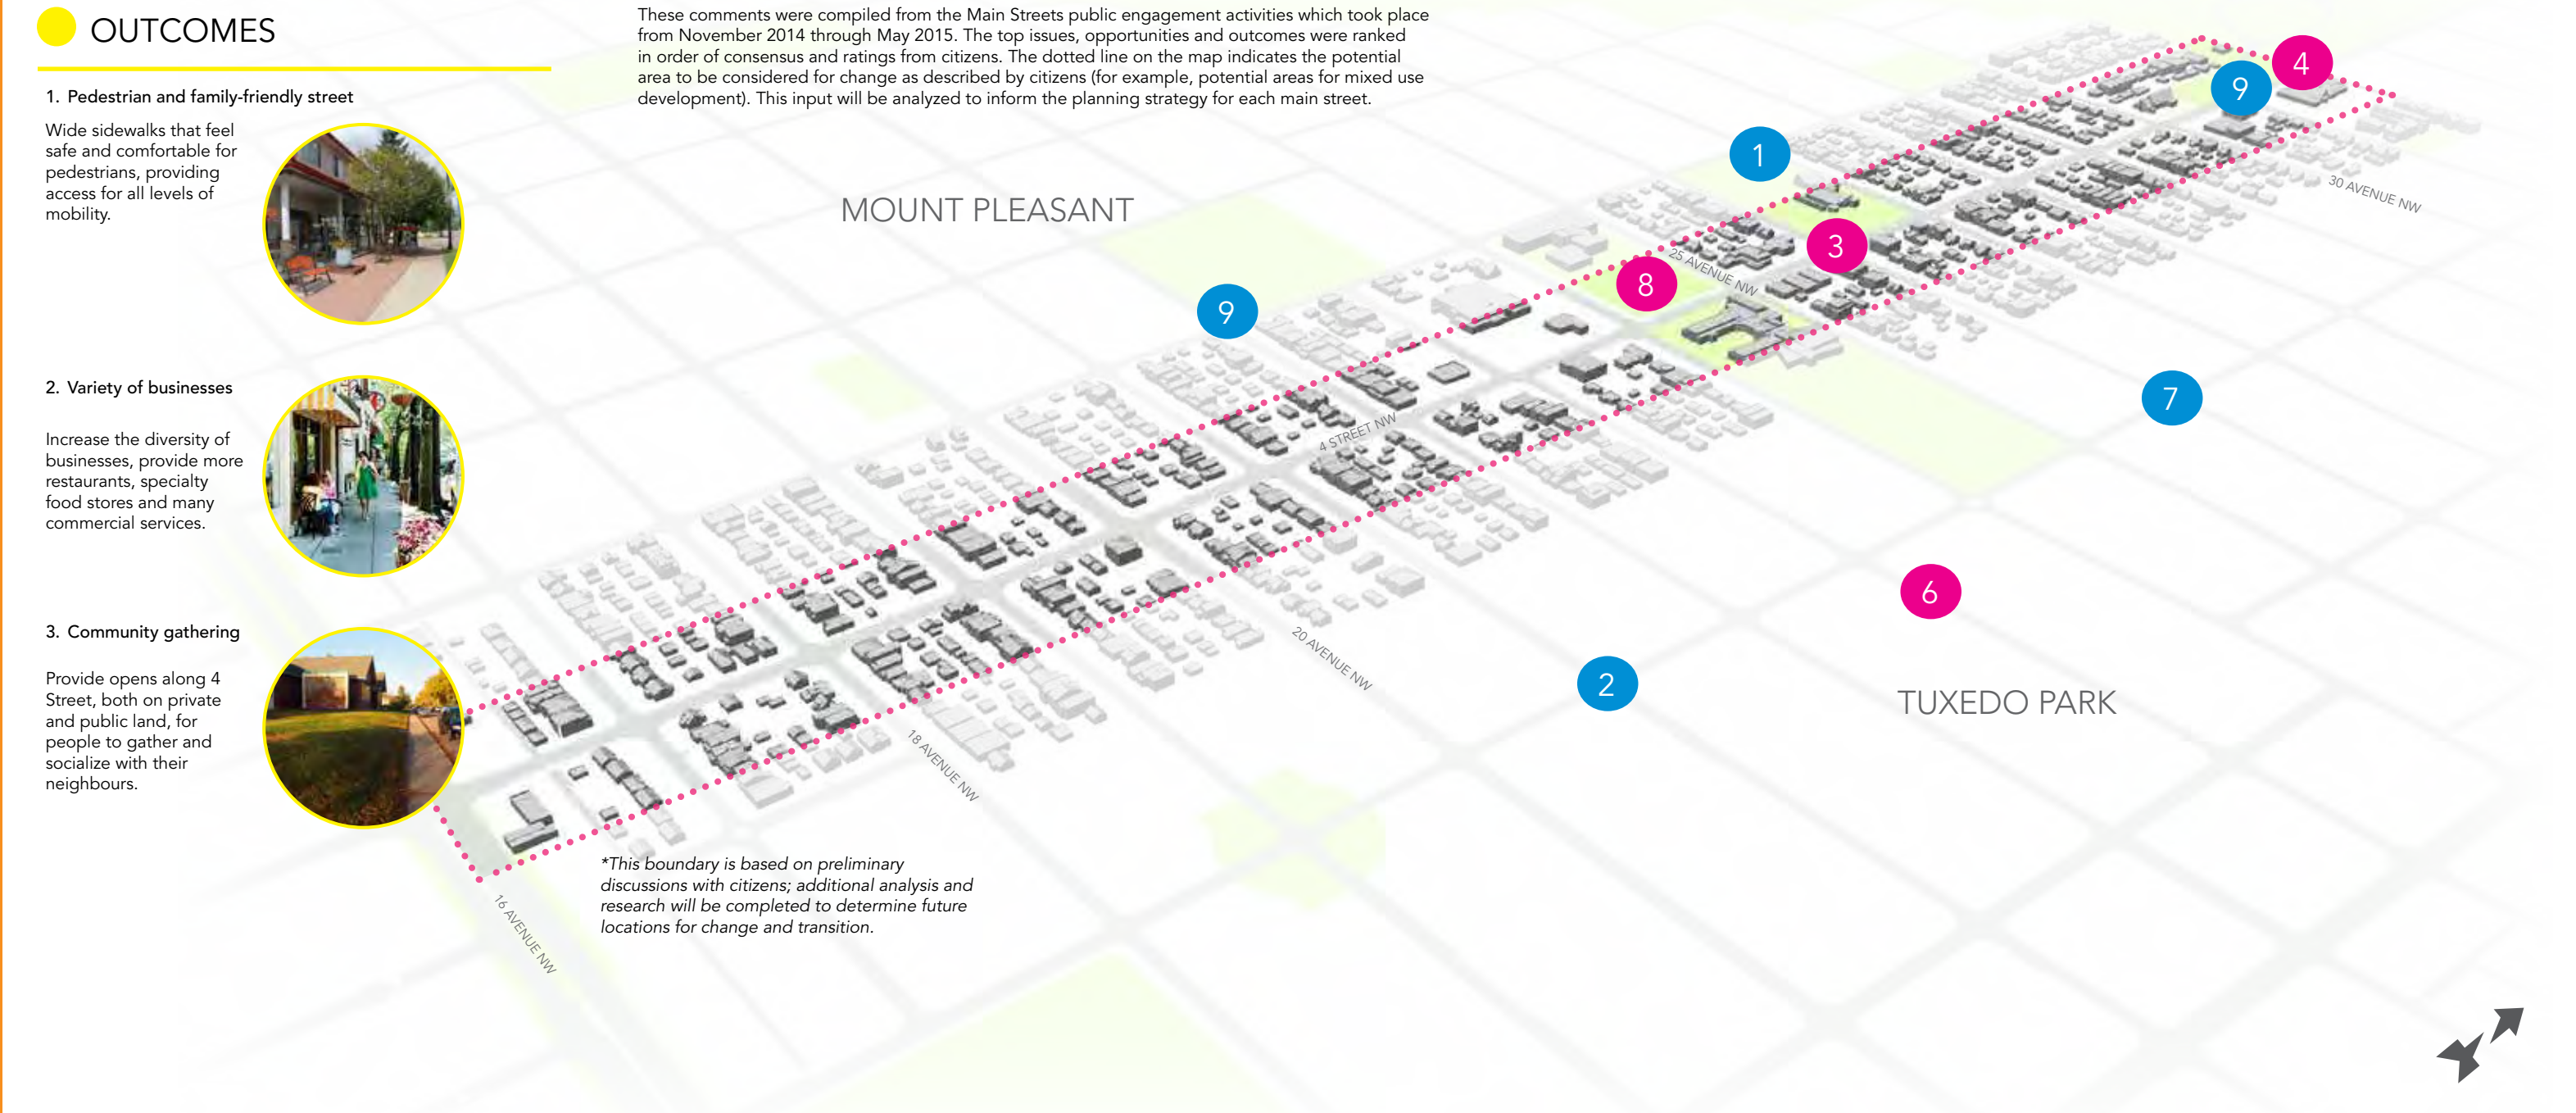 OUTCOMES
1. Pedestrian and family-friendly street
Wide sidewalks that feel
safe and comfortable for
pedestrians, providing
access for all levels of
mobility.
2. Variety of businesses
Increase the diversity of
businesses, provide more
restaurants, specialty
food stores and many
commercial services.
3. Community gathering
Provide opens along 4
Street, both on private
and public land, for
people to gather and
socialize with their
neighbours.
These comments were compiled from the Main Streets public engagement activities which took place
from November 2014 through May 2015. The top issues, opportunities and outcomes were ranked
in order of consensus and ratings from citizens. The dotted line on the map indicates the potential
area to be considered for change as described by citizens (for example, potential areas for mixed use
development). This input will be analyzed to inform the planning strategy for each main street.
4
9
1
30 AVENUE NW
MOUNT PLEASANT
3
25 AVENUE NW
8
9
7
4 STREET NW
6
20 AVENUE NW
2
TUXEDO PARK
18 AVENUE NW
*This boundary is based on preliminary
discussions with citizens; additional analysis and
research will be completed to determine future
locations for change and transition.
16 AVENUE NW